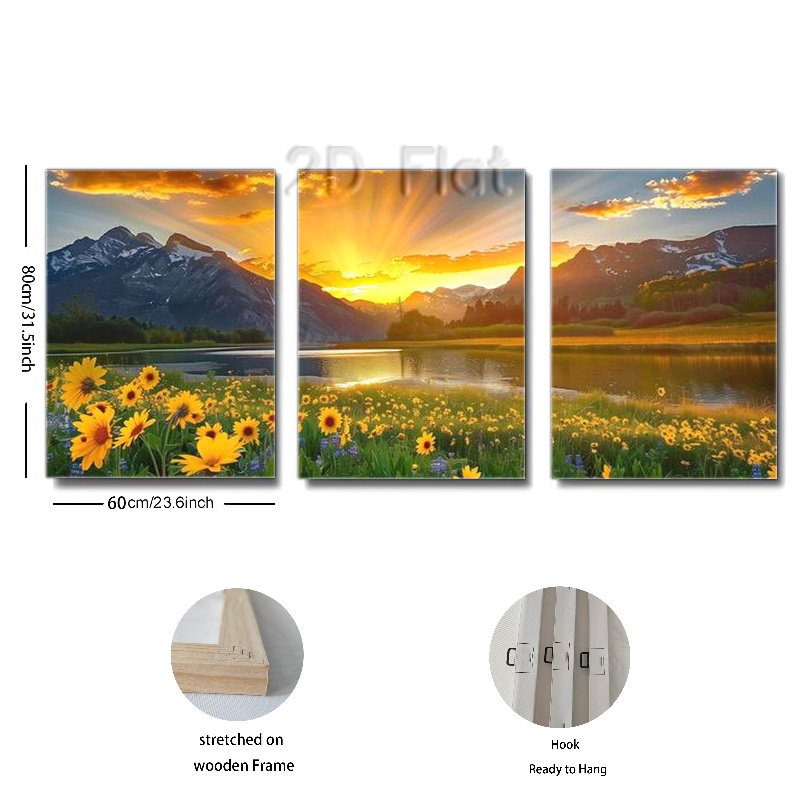 2D Flat
80cm/31.5inch
60cm/23.6inch
stretched on
wooden Frame
Hook
Ready to Hang